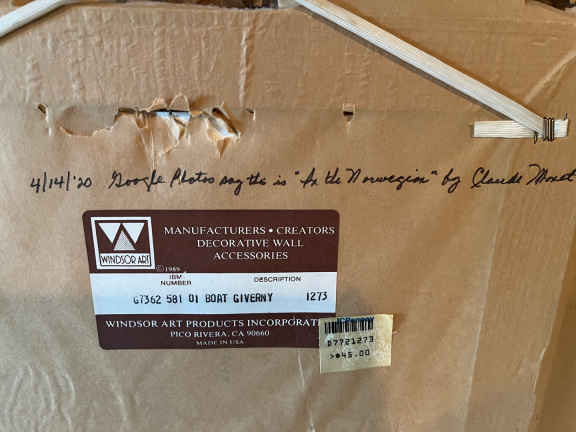 4/14/'20 Google Photos say this is "In the Norwegian" by Claude Monet
MANUFACTURERS • CREATORS
DECORATIVE WALL
ACCESSORIES
WINDSOR ART
©1989
IBM
NUMBER
DESCRIPTION
G7362 581 01 BOAT GIVERNY 1273
WINDSOR ART PRODUCTS INCORPORATE
PICO RIVERA, CA 90660
MADE IN USA
07721273
45.00